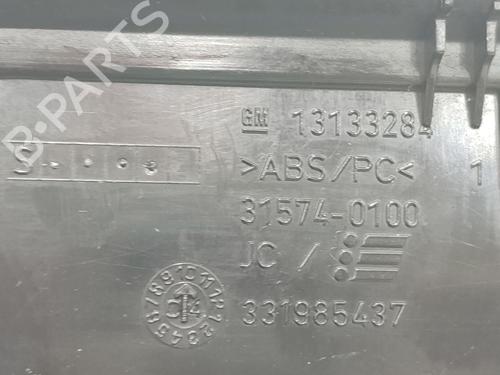 GM 13133284
>ABS/PC< 1
31574-0100
JC /
331985437
B-Parts